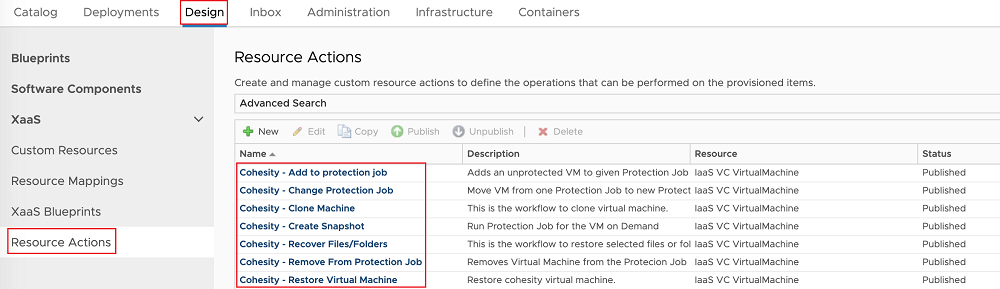 Catalog Deployments Design Inbox Administration Infrastructure Containers
Blueprints
Software Components
XaaS
Custom Resources
Resource Mappings
XaaS Blueprints
Resource Actions
Resource Actions
Create and manage custom resource actions to define the operations that can be performed on the provisioned items.
Advanced Search
New Edit Copy Publish Unpublish Delete
Name Description Resource Status
Cohesity - Add to protection job Adds an unprotected VM to given Protection Job IaaS VC VirtualMachine Published
Cohesity - Change Protection Job Move VM from one Protection Job to new Protect IaaS VC VirtualMachine Published
Cohesity - Clone Machine This is the workflow to clone virtual machine. IaaS VC VirtualMachine Published
Cohesity - Create Snapshot Run Protection Job for the VM on Demand IaaS VC VirtualMachine Published
Cohesity - Recover Files/Folders This is the workflow to restore selected files or fol IaaS VC VirtualMachine Published
Cohesity - Remove From Protection Job Removes Virtual Machine from the Protecion Job IaaS VC VirtualMachine Published
Cohesity - Restore Virtual Machine Restore cohesity virtual machine. IaaS VC VirtualMachine Published